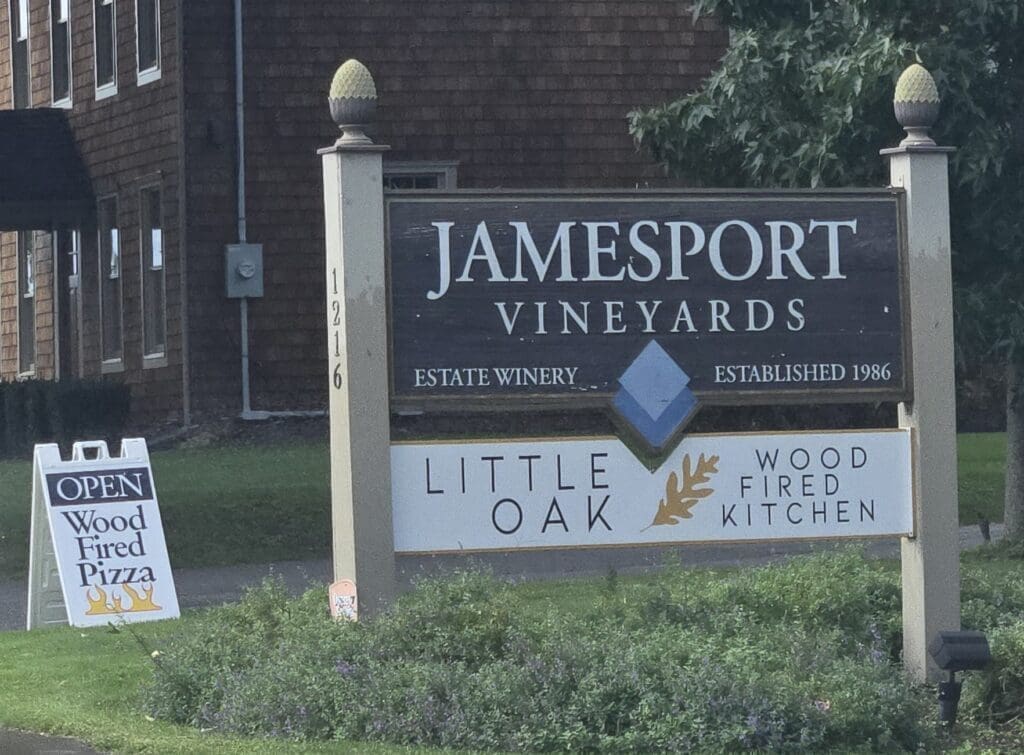 JAMESPORT
VINEYARDS
ESTATE WINERY
ESTABLISHED 1986
LITTLE
OAK
WOOD
FIRED
KITCHEN
1216
OPEN
Wood
Fired
Pizza